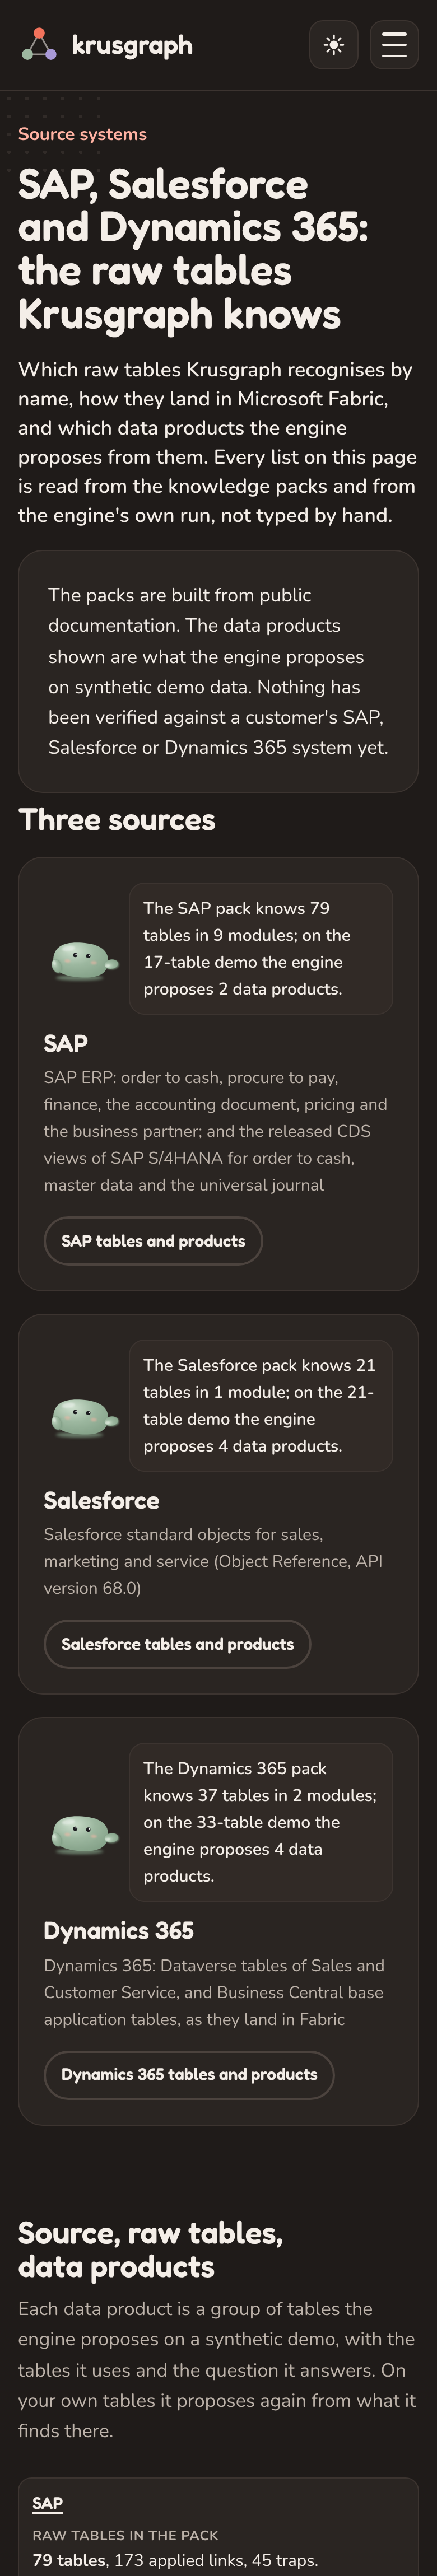 krusgraph
Source systems
SAP, Salesforce
and Dynamics 365:
the raw tables
Krusgraph knows
Which raw tables Krusgraph recognises by
name, how they land in Microsoft Fabric,
and which data products the engine
proposes from them. Every list on this page
is read from the knowledge packs and from
the engine's own run, not typed by hand.
The packs are built from public
documentation. The data products
shown are what the engine proposes
on synthetic demo data. Nothing has
been verified against a customer's SAP,
Salesforce or Dynamics 365 system yet.
Three sources
The SAP pack knows 79
tables in 9 modules; on the
17-table demo the engine
proposes 2 data products.
SAP
SAP ERP: order to cash, procure to pay,
finance, the accounting document, pricing and
the business partner; and the released CDS
views of SAP S/4HANA for order to cash,
master data and the universal journal
SAP tables and products
The Salesforce pack knows 21
tables in 1 module; on the 21-
table demo the engine
proposes 4 data products.
Salesforce
Salesforce standard objects for sales,
marketing and service (Object Reference, API
version 68.0)
Salesforce tables and products
The Dynamics 365 pack
knows 37 tables in 2 modules;
on the 33-table demo the
engine proposes 4 data
products.
Dynamics 365
Dynamics 365: Dataverse tables of Sales and
Customer Service, and Business Central base
application tables, as they land in Fabric
Dynamics 365 tables and products
Source, raw tables,
data products
Each data product is a group of tables the
engine proposes on a synthetic demo, with the
tables it uses and the question it answers. On
your own tables it proposes again from what it
finds there.
SAP
RAW TABLES IN THE PACK
79 tables, 173 applied links, 45 traps.